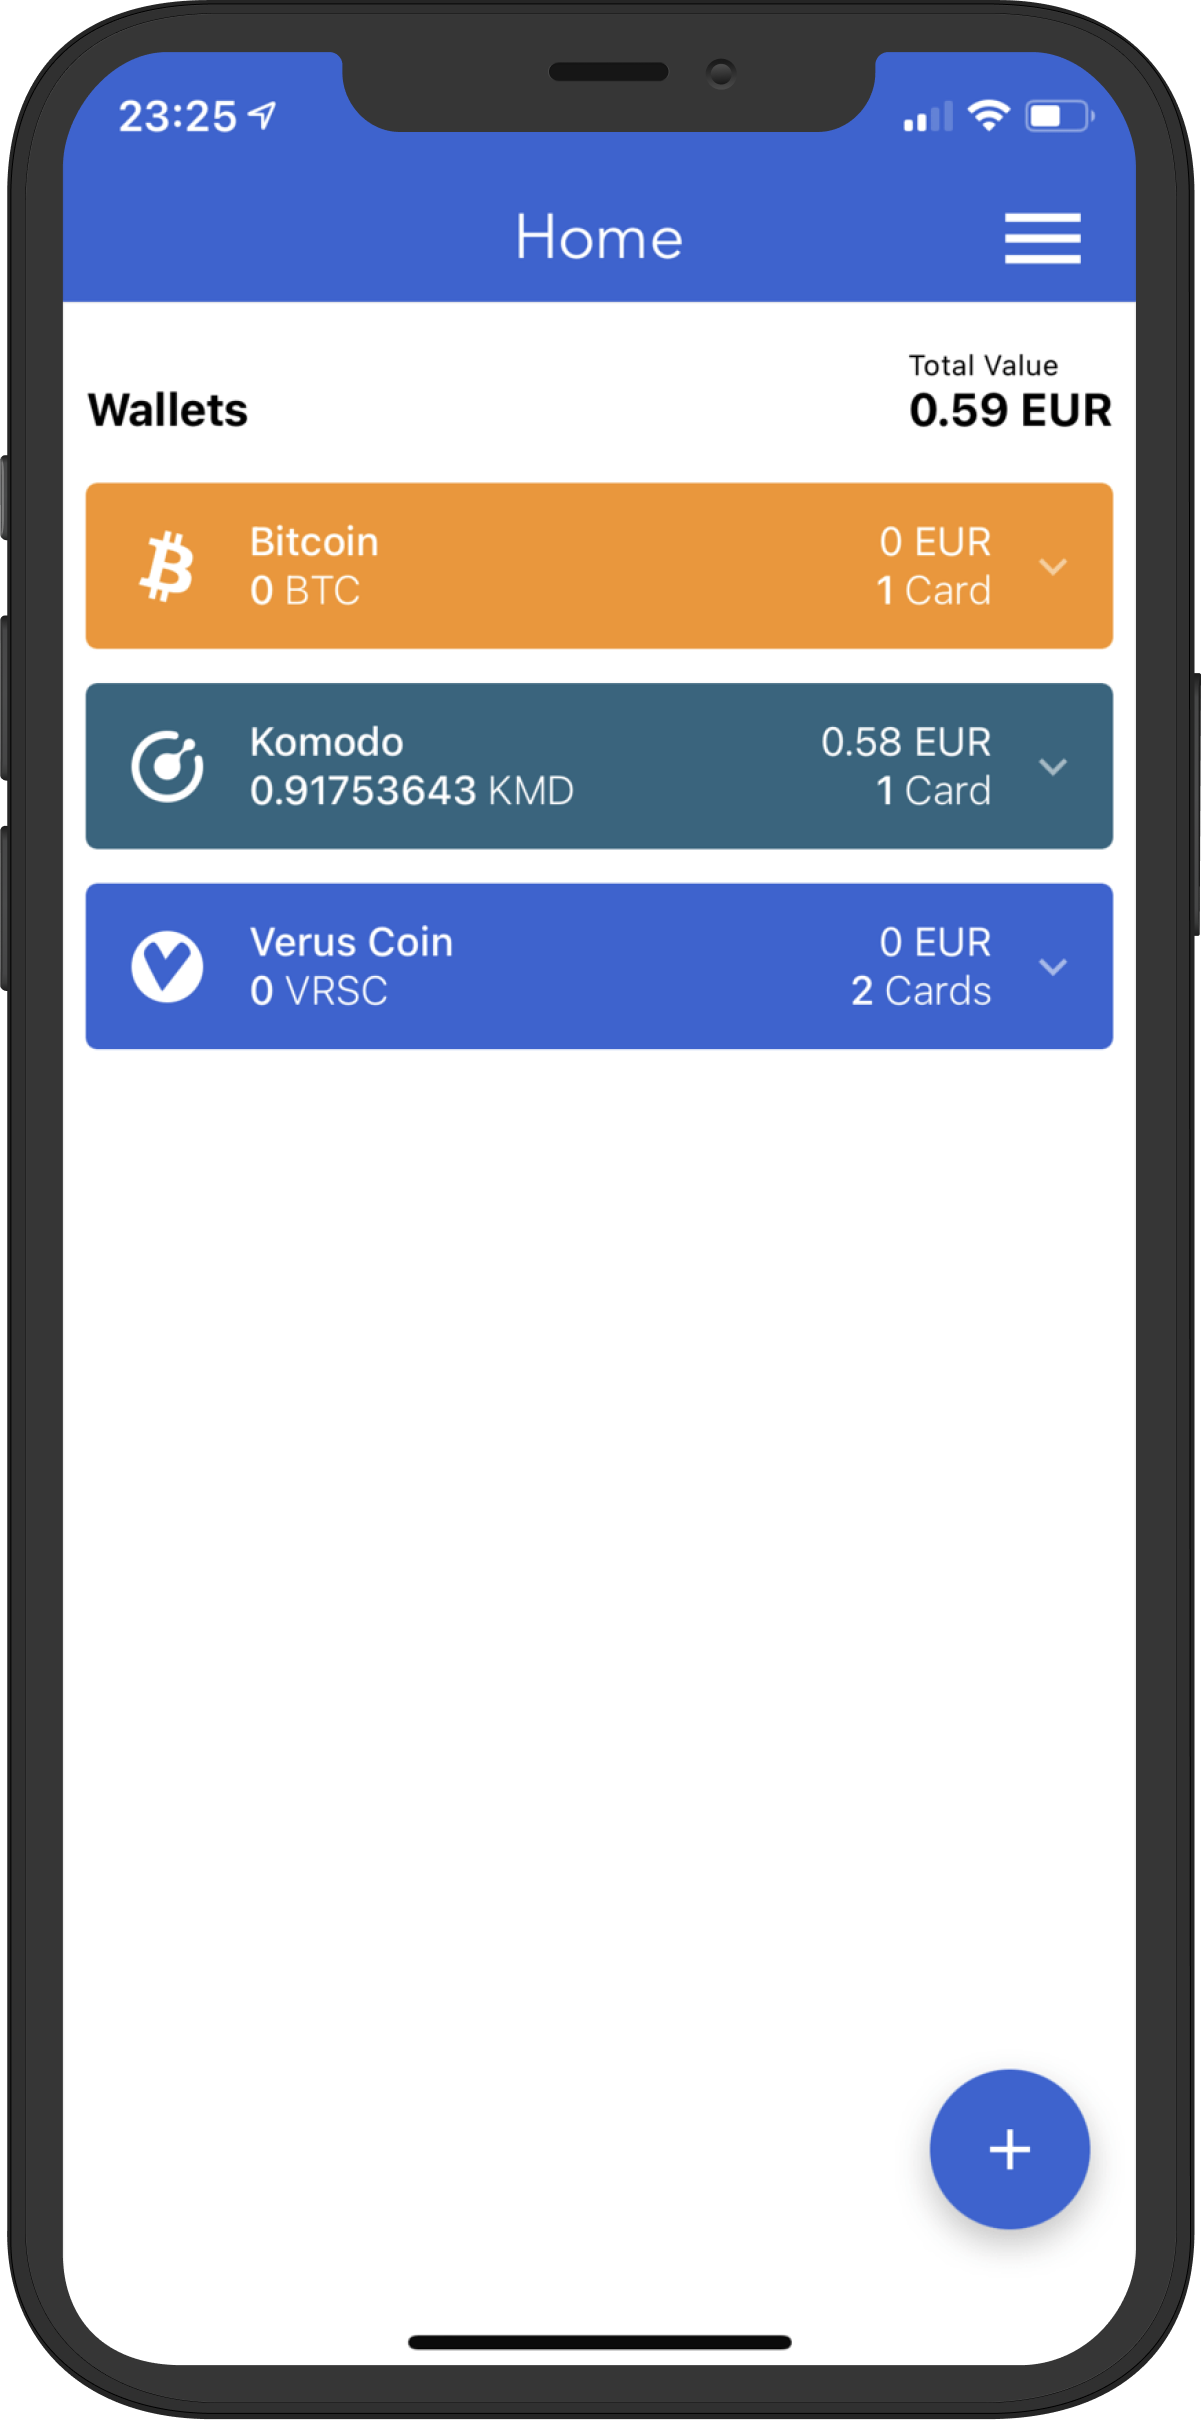 23:25
Home
Total Value
Wallets
0.59 EUR
Bitcoin
0 EUR
0 BTC
1 Card
Komodo
0.58 EUR
0.91753643 KMD
1 Card
Verus Coin
0 EUR
0 VRSC
2 Cards